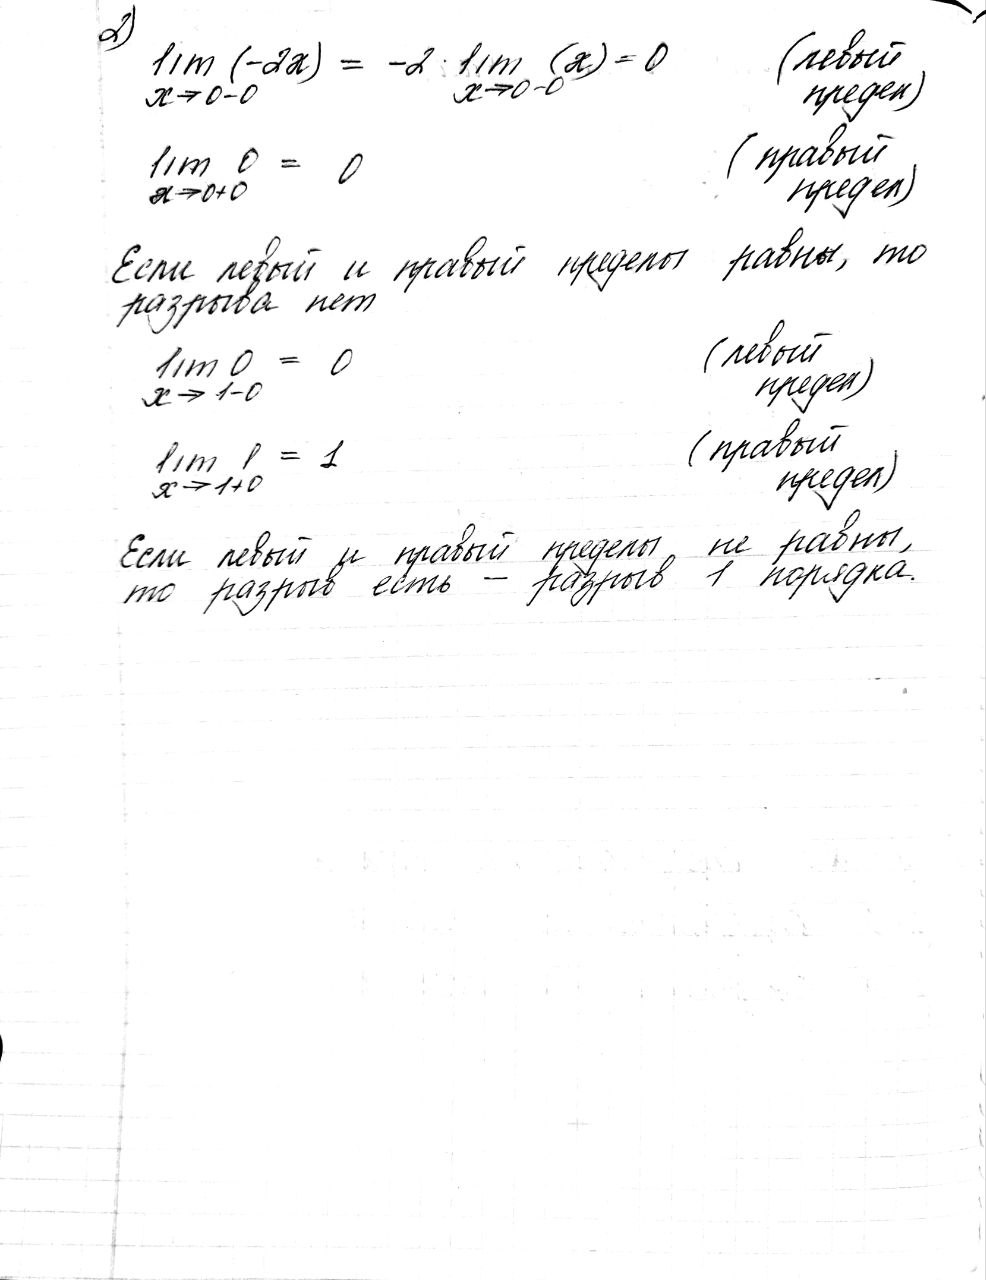 2)
lim (-2x) = -2 · lim (x) = 0 (левый
x→0-0 x→0-0 предел)
lim 0 = 0 (правый
x→0+0 предел)
Если левый и правый пределы равны, то
разрыва нет
lim 0 = 0 (левый
x→1-0 предел)
lim 1 = 1 (правый
x→1+0 предел)
Если левый и правый пределы не равны,
то разрыв есть – разрыв 1 порядка.